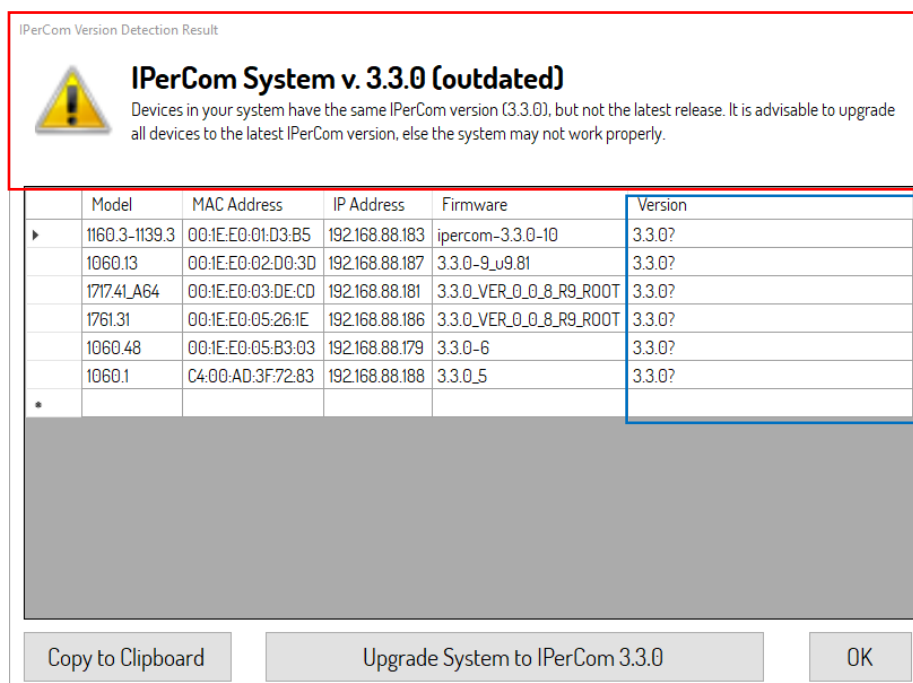 IPerCom Version Detection Result
IPerCom System v. 3.3.0 (outdated)
Devices in your system have the same IPerCom version (3.3.0), but not the latest release. It is advisable to upgrade
all devices to the latest IPerCom version, else the system may not work properly.
Model MAC Address IP Address Firmware Version
1160.3-1139.3 00:1E:E0:01:D3:B5 192.168.88.183 ipercom-3.3.0-10 3.3.0?
1060.13 00:1E:E0:02:D0:3D 192.168.88.187 3.3.0-9_u9.81 3.3.0?
1717.41_A64 00:1E:E0:03:DE:CD 192.168.88.181 3.3.0_VER_0_0_8_R9_ROOT 3.3.0?
1761.31 00:1E:E0:05:26:1E 192.168.88.186 3.3.0_VER_0_0_8_R9_ROOT 3.3.0?
1060.48 00:1E:E0:05:B3:03 192.168.88.179 3.3.0-6 3.3.0?
1060.1 C4:00:AD:3F:72:83 192.168.88.188 3.3.0_5 3.3.0?
*
Copy to Clipboard Upgrade System to IPerCom 3.3.0 OK